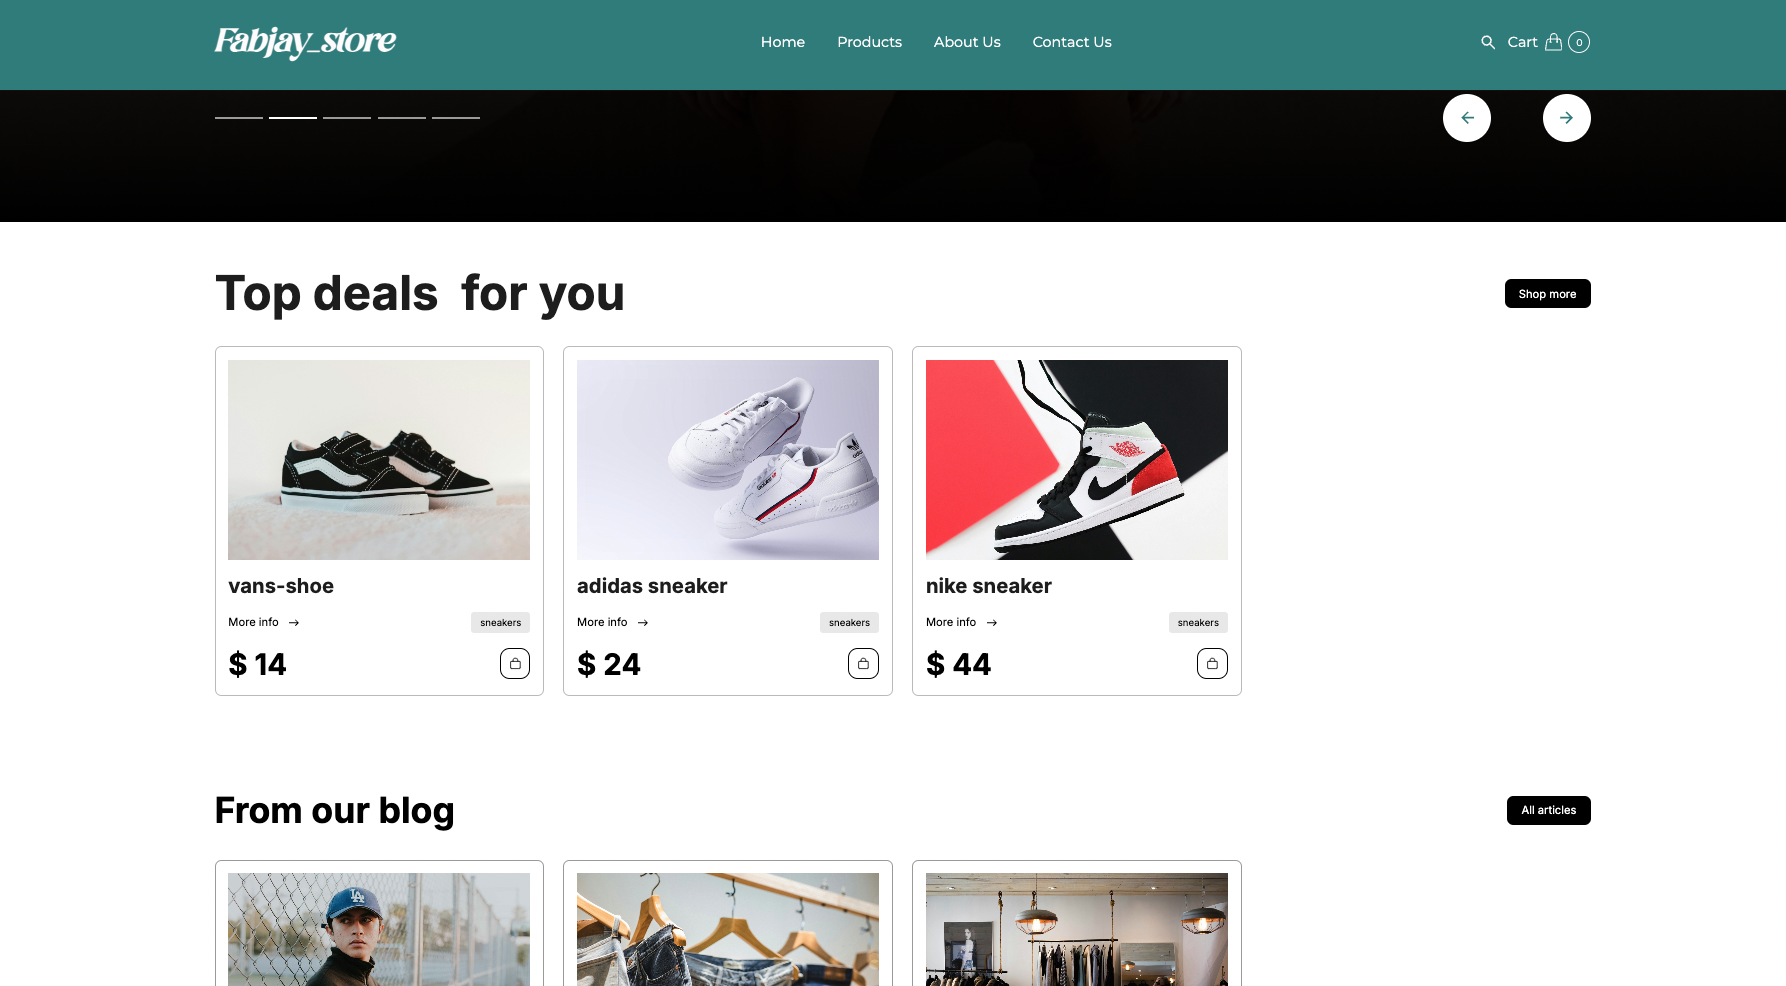 Fabjay_store
Home
Products
About Us
Contact Us
Cart
0
Top deals  for you
Shop more
vans-shoe
More info
sneakers
$ 14
adidas sneaker
More info
sneakers
$ 24
nike sneaker
More info
sneakers
$ 44
From our blog
All articles
LA